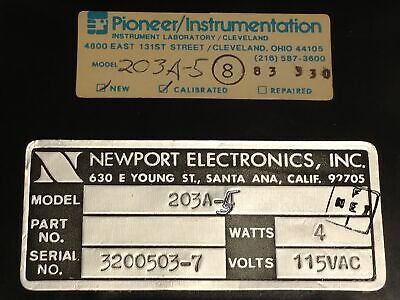 Pioneer/Instrumentation
INSTRUMENT LABORATORY/CLEVELAND
4800 EAST 131ST STREET/CLEVELAND, OHIO 44105
(216) 587-3600
MODEL 203A-5 8 83 330
NEW CALIBRATED REPAIRED
N NEWPORT ELECTRONICS, INC.
630 E YOUNG ST., SANTA ANA, CALIF. 92705
MODEL 203A-5
PART NO. WATTS 4
SERIAL NO. 3200503-7 VOLTS 115VAC